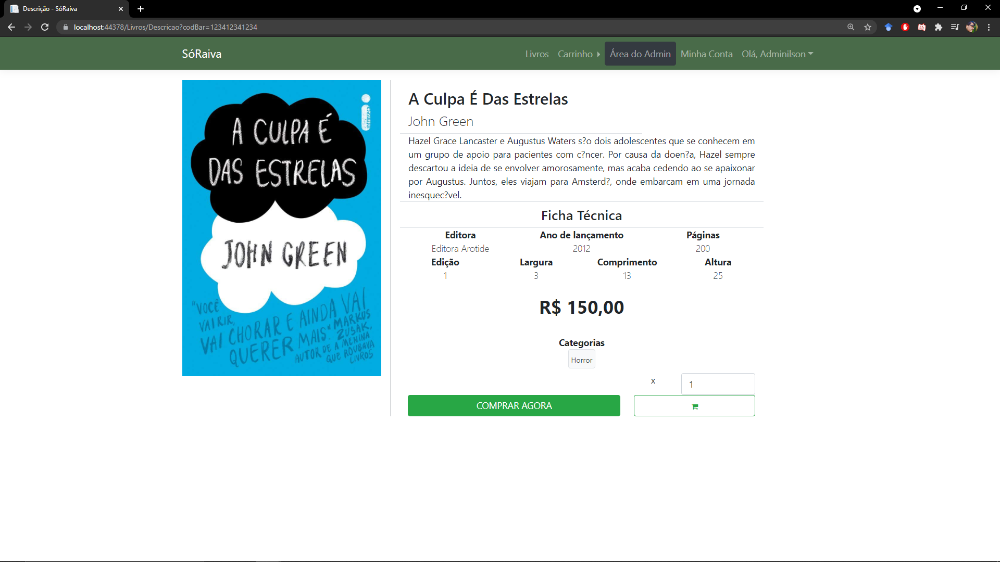 Descrição - SóRaiva
localhost:44378/Livros/Descricao?codBar=123412341234
SóRaiva
Livros Carrinho Área do Admin Minha Conta Olá, Adminilson
A CULPA É
DAS ESTRELAS
JOHN GREEN
"VOCÊ
VAI RIR,
VAI CHORAR E AINDA VAI
QUERER MAIS." MARKUS
ZUSAK,
AUTOR DE A MENINA
QUE ROUBAVA
LIVROS
intrínseca
A Culpa É Das Estrelas
John Green
Hazel Grace Lancaster e Augustus Waters s?o dois adolescentes que se conhecem em
um grupo de apoio para pacientes com c?ncer. Por causa da doen?a, Hazel sempre
descartou a ideia de se envolver amorosamente, mas acaba cedendo ao se apaixonar
por Augustus. Juntos, eles viajam para Amsterd?, onde embarcam em uma jornada
inesquec?vel.
Ficha Técnica
Editora Ano de lançamento Páginas
Editora Arotide 2012 200
Edição Largura Comprimento Altura
1 3 13 25
R$ 150,00
Categorias
Horror
x 1
COMPRAR AGORA